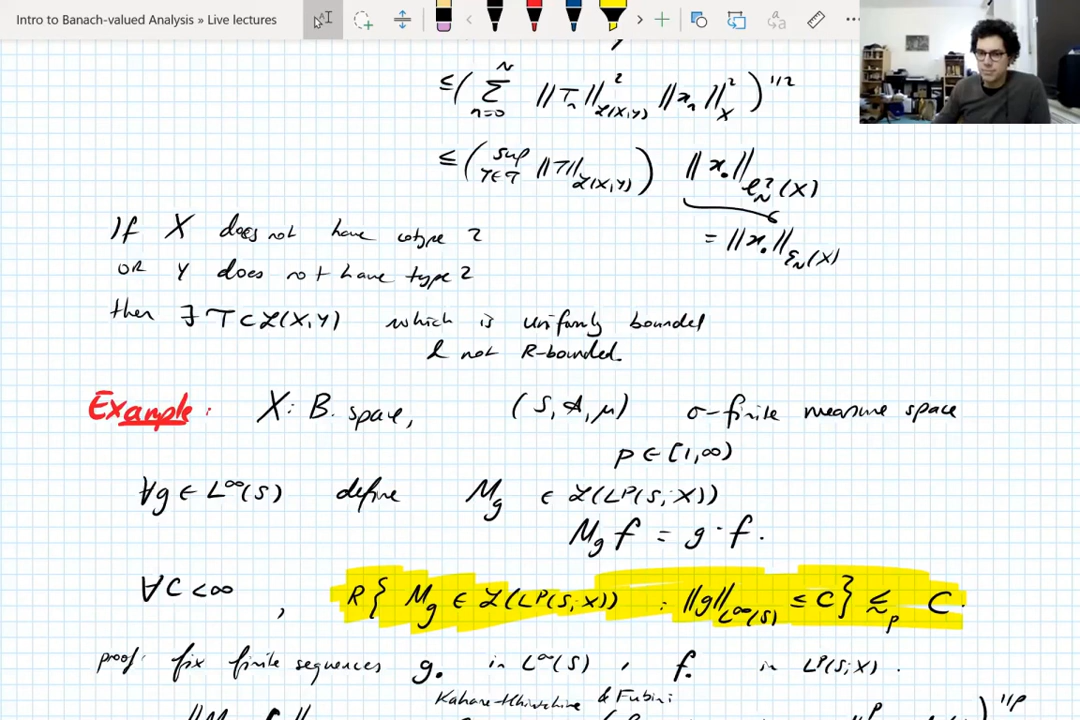 Intro to Banach-valued Analysis » Live lectures
≤ ( ∑_{n=0}^{N} ‖T_n‖²_{ℒ(X,Y)} ‖x_n‖²_X )^{1/2}
≤ ( sup_{T∈𝒯} ‖T‖_{ℒ(X,Y)} ) ‖x.‖_{ℓ²_N(X)}
= ‖x.‖_{ε_N(X)}
If X does not have cotype 2
OR Y does not have type 2
then ∃ 𝒯 ⊂ ℒ(X,Y) which is uniformly bounded
& not R-bounded.
Example: X: B. space, (S, A, μ) σ-finite measure space
p ∈ [1,∞)
∀g ∈ L^∞(S) define M_g ∈ ℒ(L^p(S;X))
M_g f = g · f.
∀C<∞ , R{ M_g ∈ ℒ(L^p(S;X)) : ‖g‖_{L^∞(S)} ≤ C } ≲_p C.
proof: fix finite sequences g. in L^∞(S), f. in L^p(S;X).
Kahane-Khintchine & Fubini